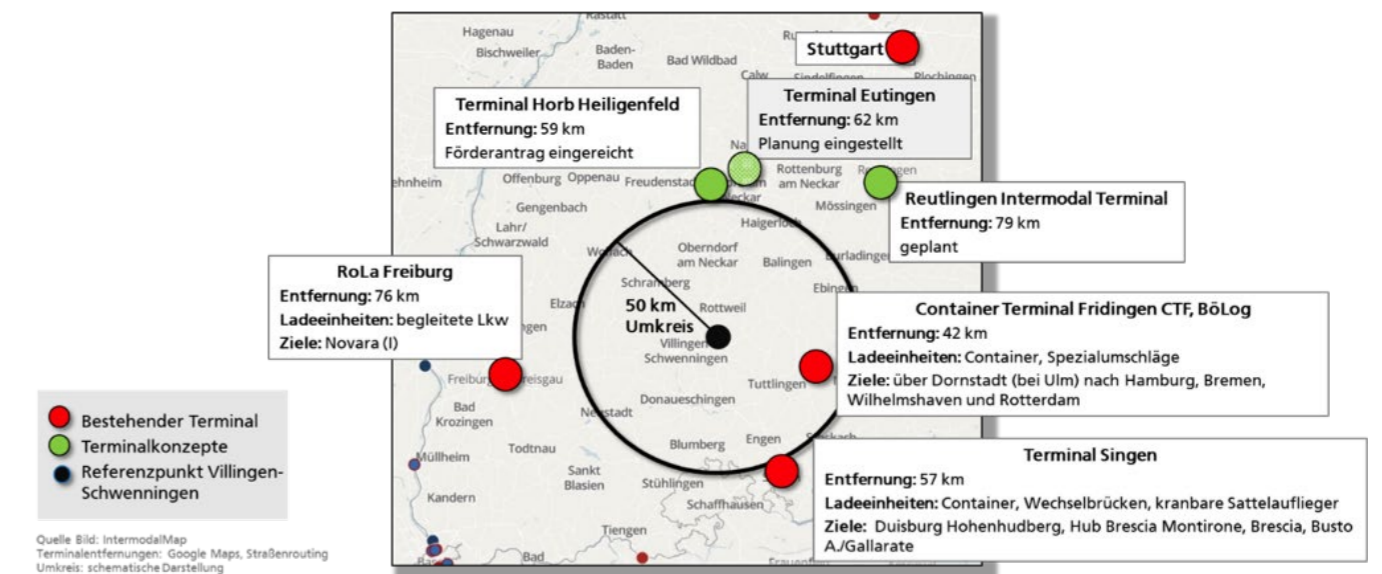 Rastatt
Hagenau
Bischweiler
Baden-
Baden
Bad Wildbad
Calw
Sindelfingen
Plochingen
Stuttgart
Terminal Horb Heiligenfeld
Entfernung: 59 km
Förderantrag eingereicht
Terminal Eutingen
Entfernung: 62 km
Planung eingestellt
Offenburg
Oppenau
Rottenburg
am Neckar
Gengenbach
Mössingen
Lahr/
Schwarzwald
Reutlingen Intermodal Terminal
Entfernung: 79 km
geplant
Oberndorf
am Neckar
Balingen
RoLa Freiburg
Entfernung: 76 km
Ladeeinheiten: begleitete Lkw
Ziele: Novara (I)
Schramberg
50 km
Umkreis
Rottweil
Villingen
Schwenningen
Container Terminal Fridingen CTF, BöLog
Entfernung: 42 km
Ladeeinheiten: Container, Spezialumschläge
Ziele: über Dornstadt (bei Ulm) nach Hamburg, Bremen,
Wilhelmshaven und Rotterdam
Tuttlingen
Donaueschingen
Neustadt
Bad
Krozingen
Todtnau
Blumberg
Engen
Müllheim
Sankt
Blasien
Stühlingen
Schaffhausen
Kandern
Tiengen
Bad
Terminal Singen
Entfernung: 57 km
Ladeeinheiten: Container, Wechselbrücken, kranbare Sattelauflieger
Ziele: Duisburg Hohenhudberg, Hub Brescia Montirone, Brescia, Busto
A./Gallarate
Bestehender Terminal
Terminalkonzepte
Referenzpunkt Villingen-
Schwenningen
Quelle Bild: IntermodalMap
Terminalentfernungen: Google Maps, Straßenrouting
Umkreis: schematische Darstellung